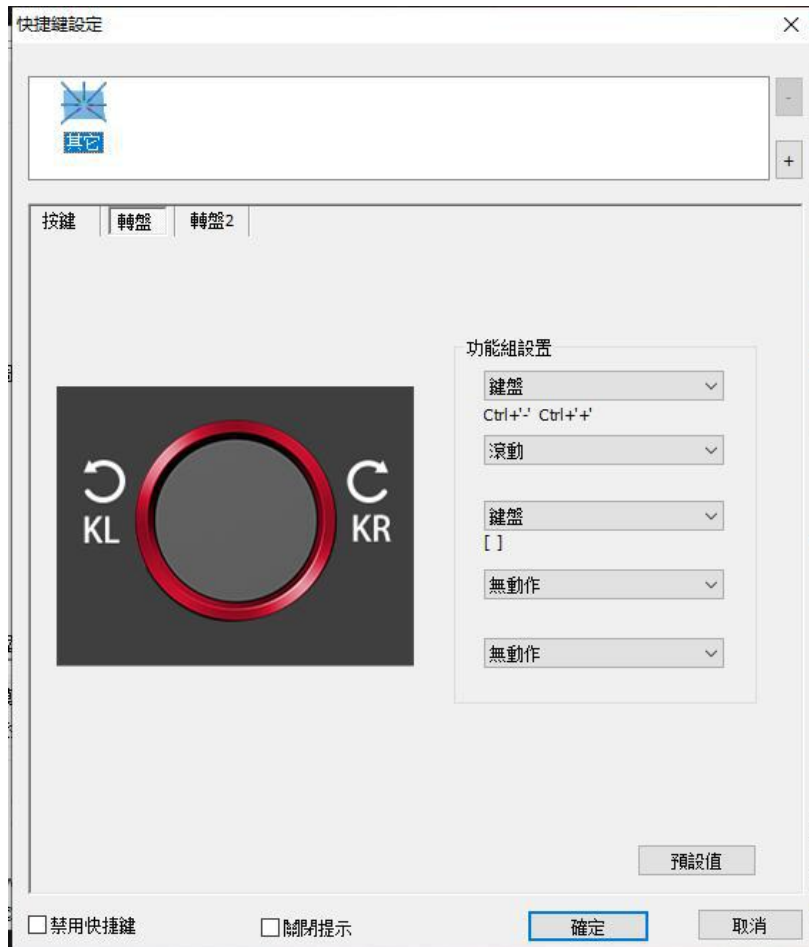 快捷鍵設定
其它
-
+
按鍵
轉盤
轉盤2
功能組設置
鍵盤
Ctrl+'-' Ctrl+'+'
滾動
鍵盤
[ ]
無動作
無動作
KL
KR
預設值
禁用快捷鍵
關閉提示
確定
取消